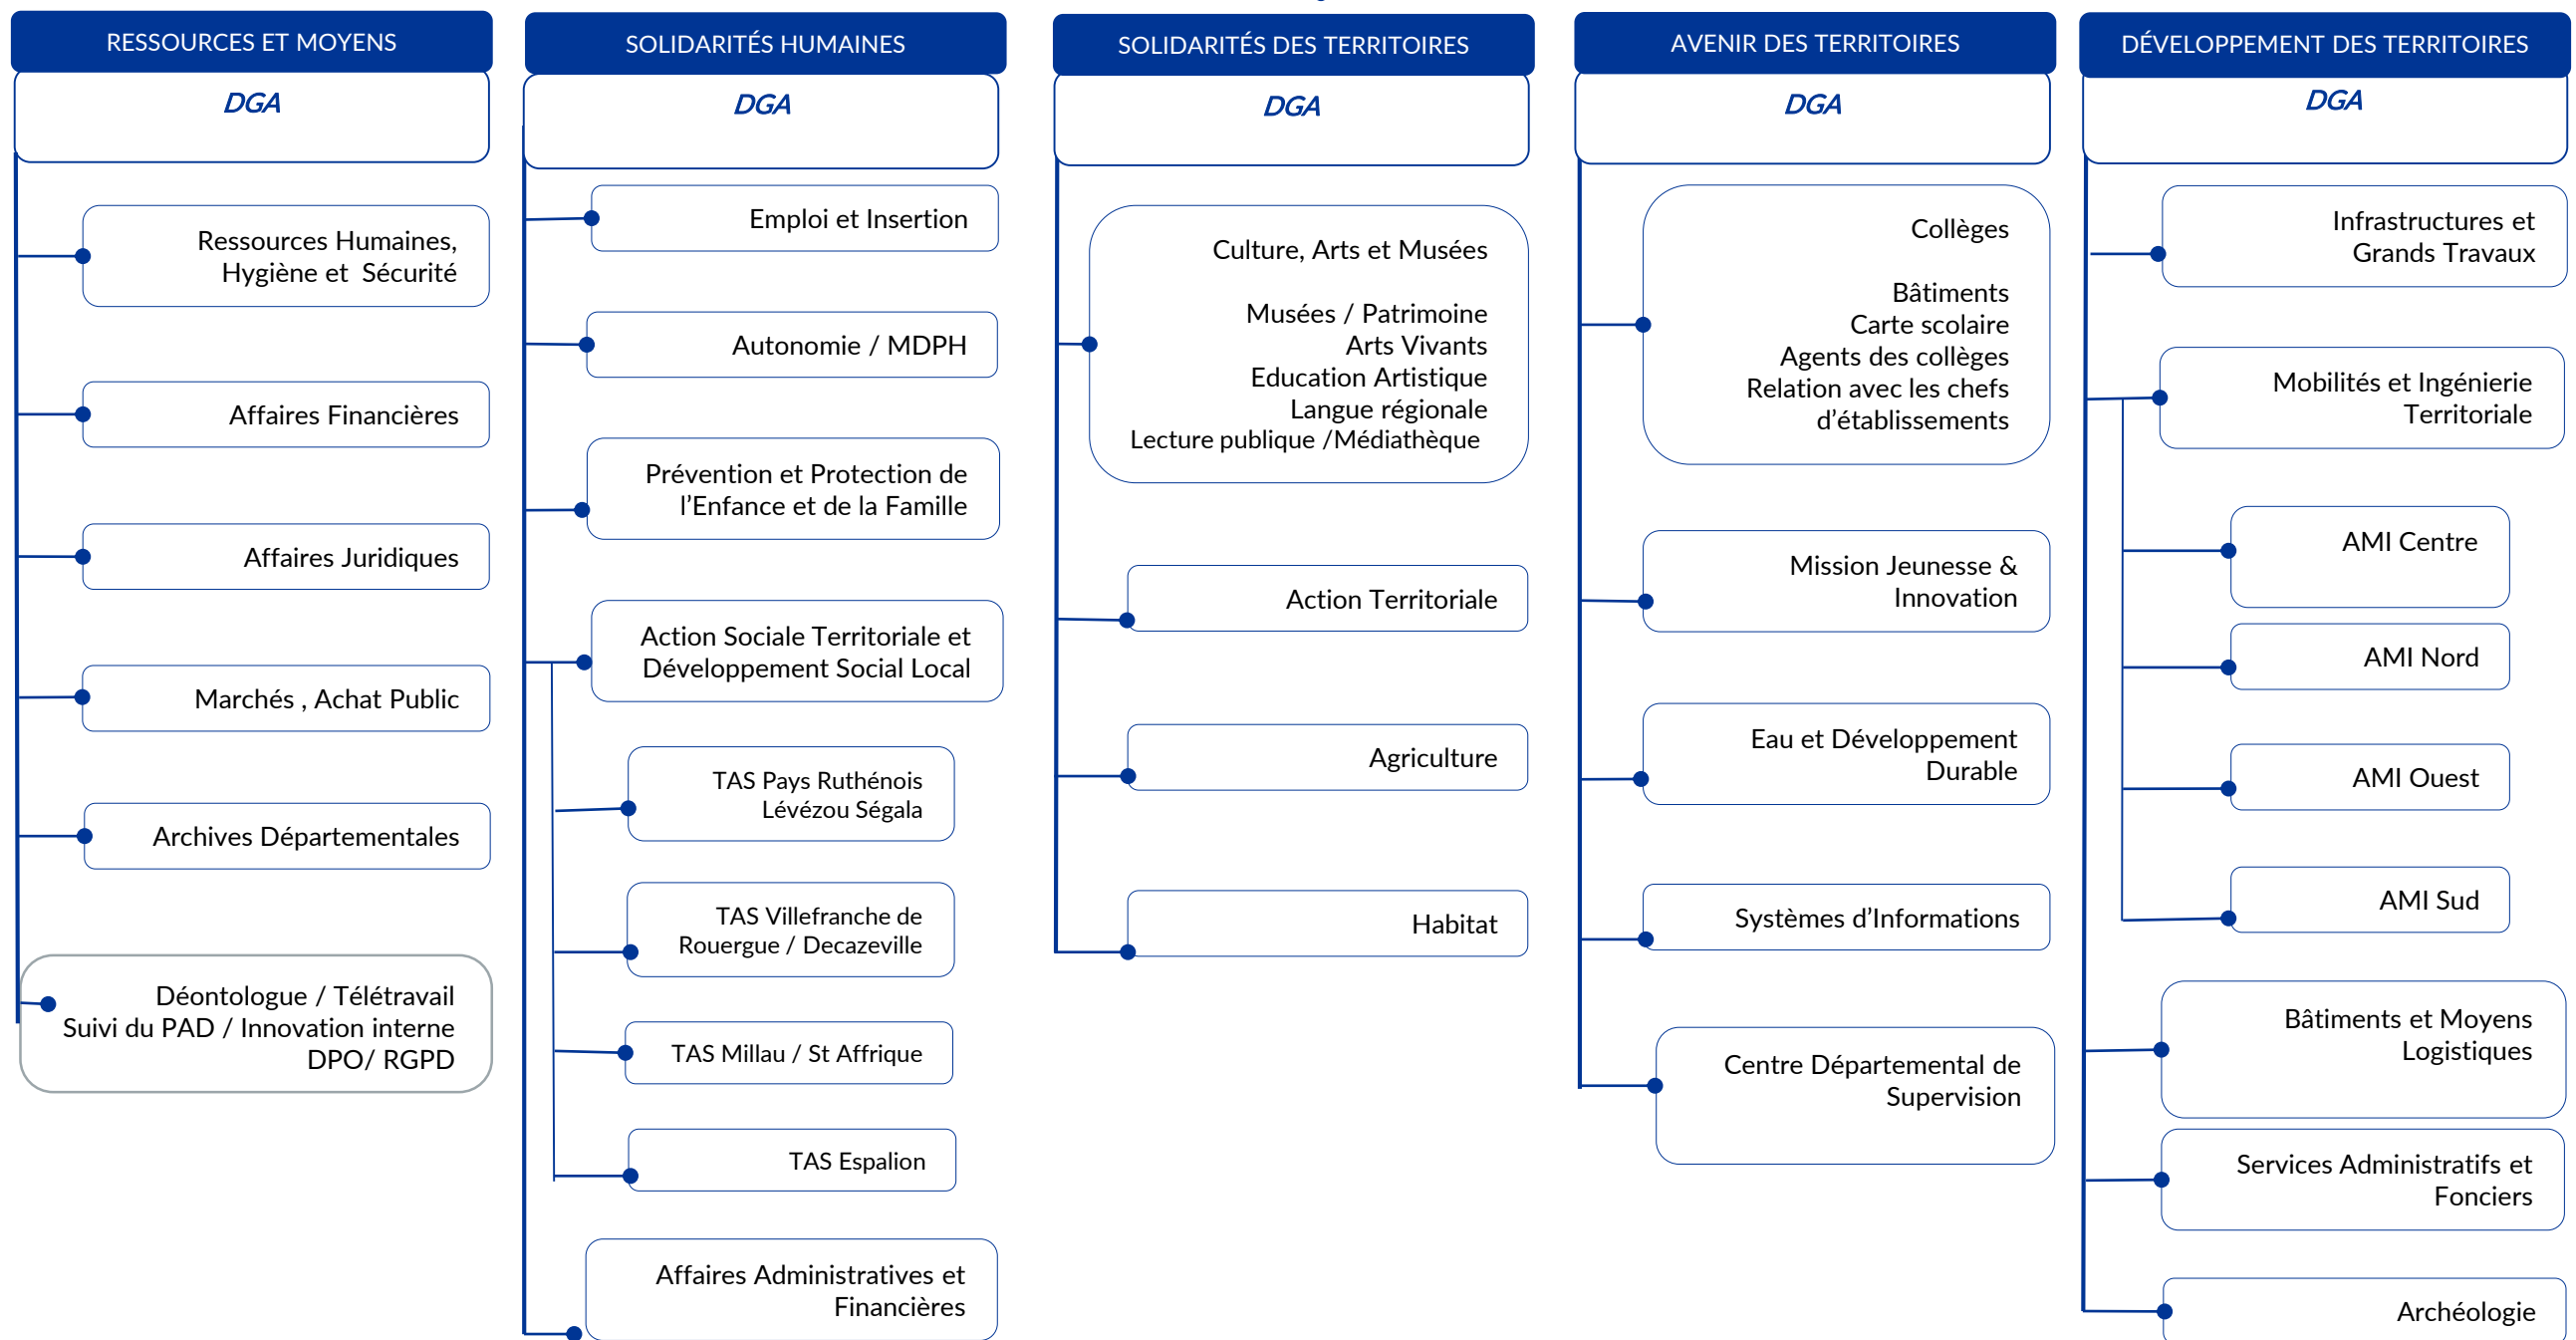 RESSOURCES ET MOYENS
DGA
Ressources Humaines,
Hygiène et Sécurité
Affaires Financières
Affaires Juridiques
Marchés , Achat Public
Archives Départementales
Déontologue / Télétravail
Suivi du PAD / Innovation interne
DPO/ RGPD
SOLIDARITÉS HUMAINES
DGA
Emploi et Insertion
Autonomie / MDPH
Prévention et Protection de
l’Enfance et de la Famille
Action Sociale Territoriale et
Développement Social Local
TAS Pays Ruthénois
Lévézou Ségala
TAS Villefranche de
Rouergue / Decazeville
TAS Millau / St Affrique
TAS Espalion
Affaires Administratives et
Financières
SOLIDARITÉS DES TERRITOIRES
DGA
Culture, Arts et Musées
Musées / Patrimoine
Arts Vivants
Education Artistique
Langue régionale
Lecture publique /Médiathèque
Action Territoriale
Agriculture
Habitat
AVENIR DES TERRITOIRES
DGA
Collèges
Bâtiments
Carte scolaire
Agents des collèges
Relation avec les chefs
d’établissements
Mission Jeunesse &
Innovation
Eau et Développement
Durable
Systèmes d’Informations
Centre Départemental de
Supervision
DÉVELOPPEMENT DES TERRITOIRES
DGA
Infrastructures et
Grands Travaux
Mobilités et Ingénierie
Territoriale
AMI Centre
AMI Nord
AMI Ouest
AMI Sud
Bâtiments et Moyens
Logistiques
Services Administratifs et
Fonciers
Archéologie